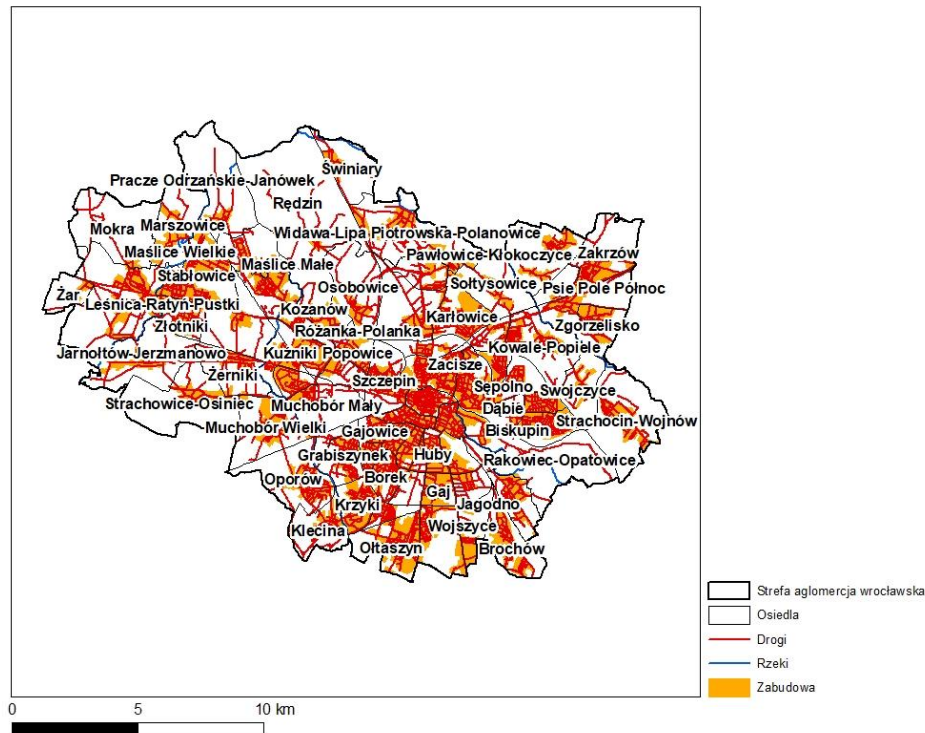 Świniary
Pracze Odrzańskie-Janówek
Rędzin
Mokra
Marszowice
Widawa-Lipa Piotrowska-Polanowice
Maślice Wielkie
Pawłowice-Kłokoczyce
Zakrzów
Stabłowice
Maślice Małe
Sołtysowice
Psie Pole Północ
Żar
Leśnica-Ratyń-Pustki
Osobowice
Kozanów
Karłowice
Złotniki
Różanka-Polanka
Zgorzelisko
Jarnołtów-Jerzmanowo
Kuźniki Popowice
Kowale-Popiele
Zacisze
Żerniki
Szczepin
Sępolno
Swojczyce
Strachowice-Osiniec
Muchobór Mały
Dąbie
Strachocin-Wojnów
Muchobór Wielki
Gajowice
Biskupin
Grabiszynek
Huby
Rakowiec-Opatowice
Oporów
Borek
Gaj
Krzyki
Jagodno
Klecina
Wojszyce
Ołtaszyn
Brochów
Strefa aglomercja wrocławska
Osiedla
Drogi
Rzeki
Zabudowa
0 5 10 km